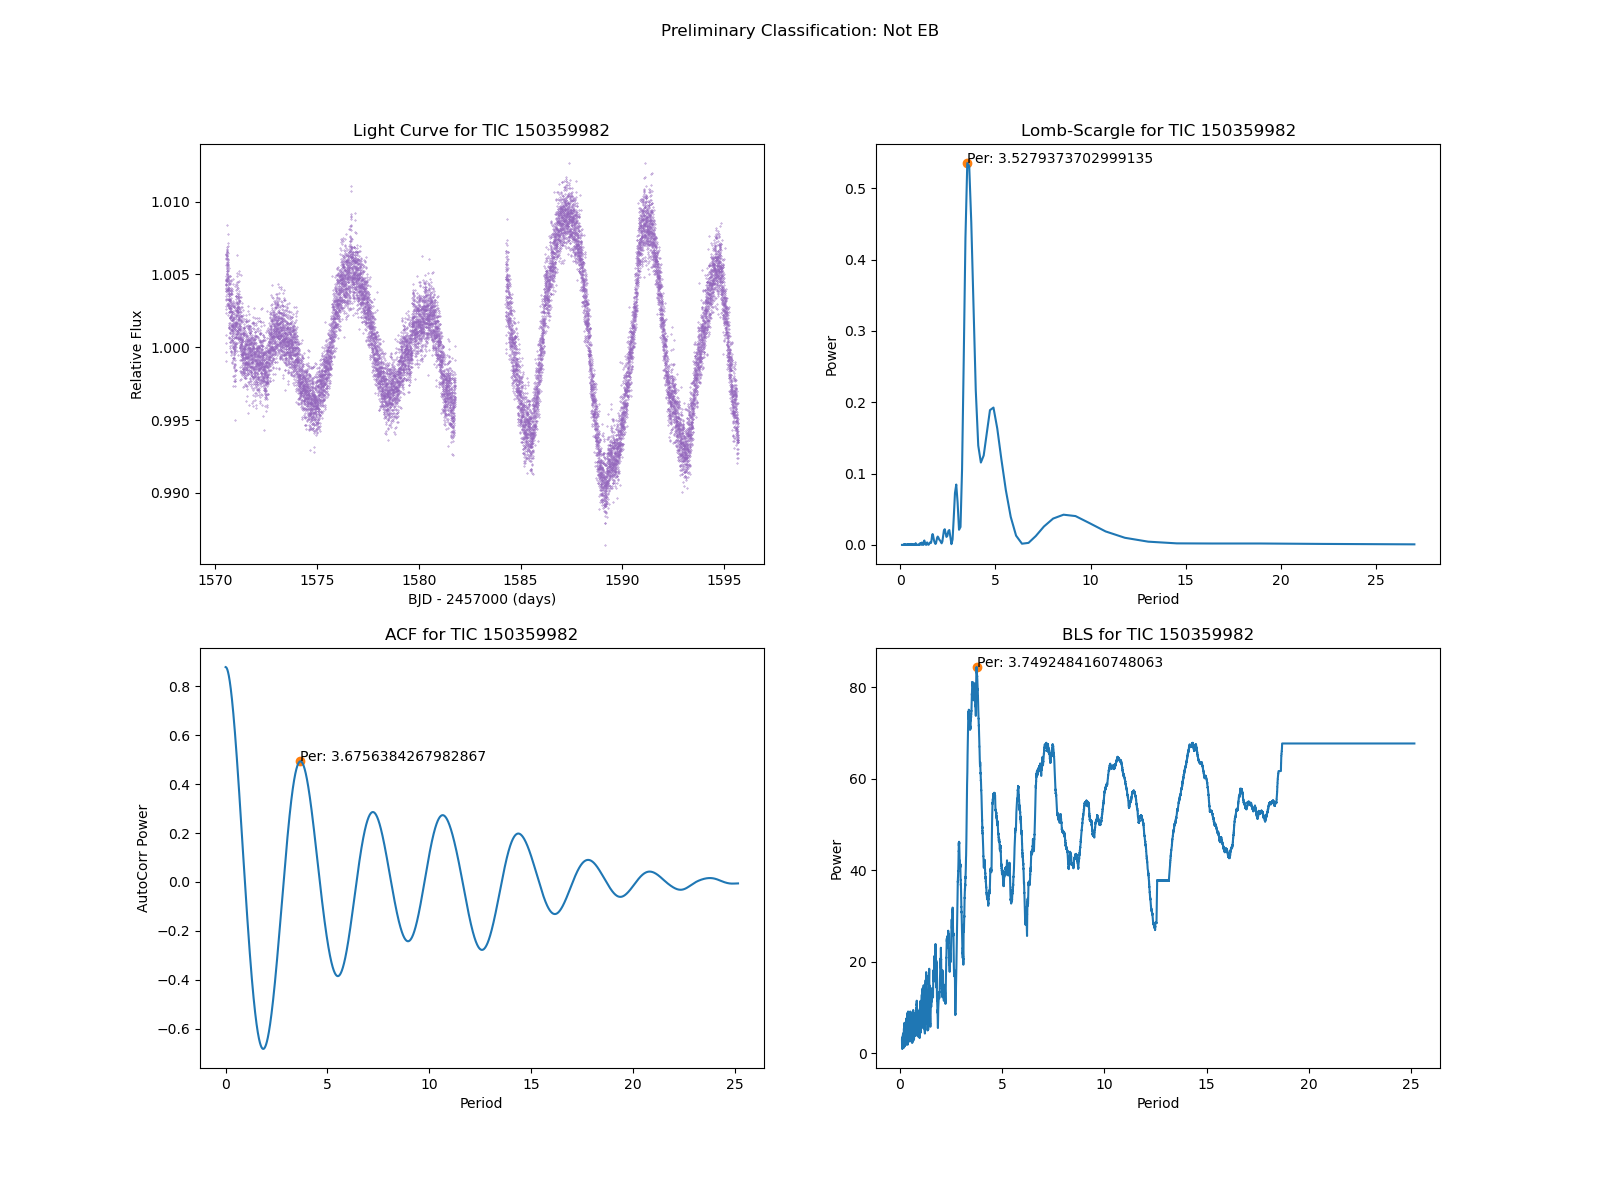 Preliminary Classification: Not EB
Light Curve for TIC 150359982
Relative Flux
1.010
1.005
1.000
0.995
0.990
1570 1575 1580 1585 1590 1595
BJD - 2457000 (days)
Lomb-Scargle for TIC 150359982
Per: 3.5279373702999135
Power
0.5
0.4
0.3
0.2
0.1
0.0
0 5 10 15 20 25
Period
ACF for TIC 150359982
Per: 3.6756384267982867
AutoCorr Power
0.8
0.6
0.4
0.2
0.0
−0.2
−0.4
−0.6
0 5 10 15 20 25
Period
BLS for TIC 150359982
Per: 3.7492484160748063
Power
80
60
40
20
0
0 5 10 15 20 25
Period